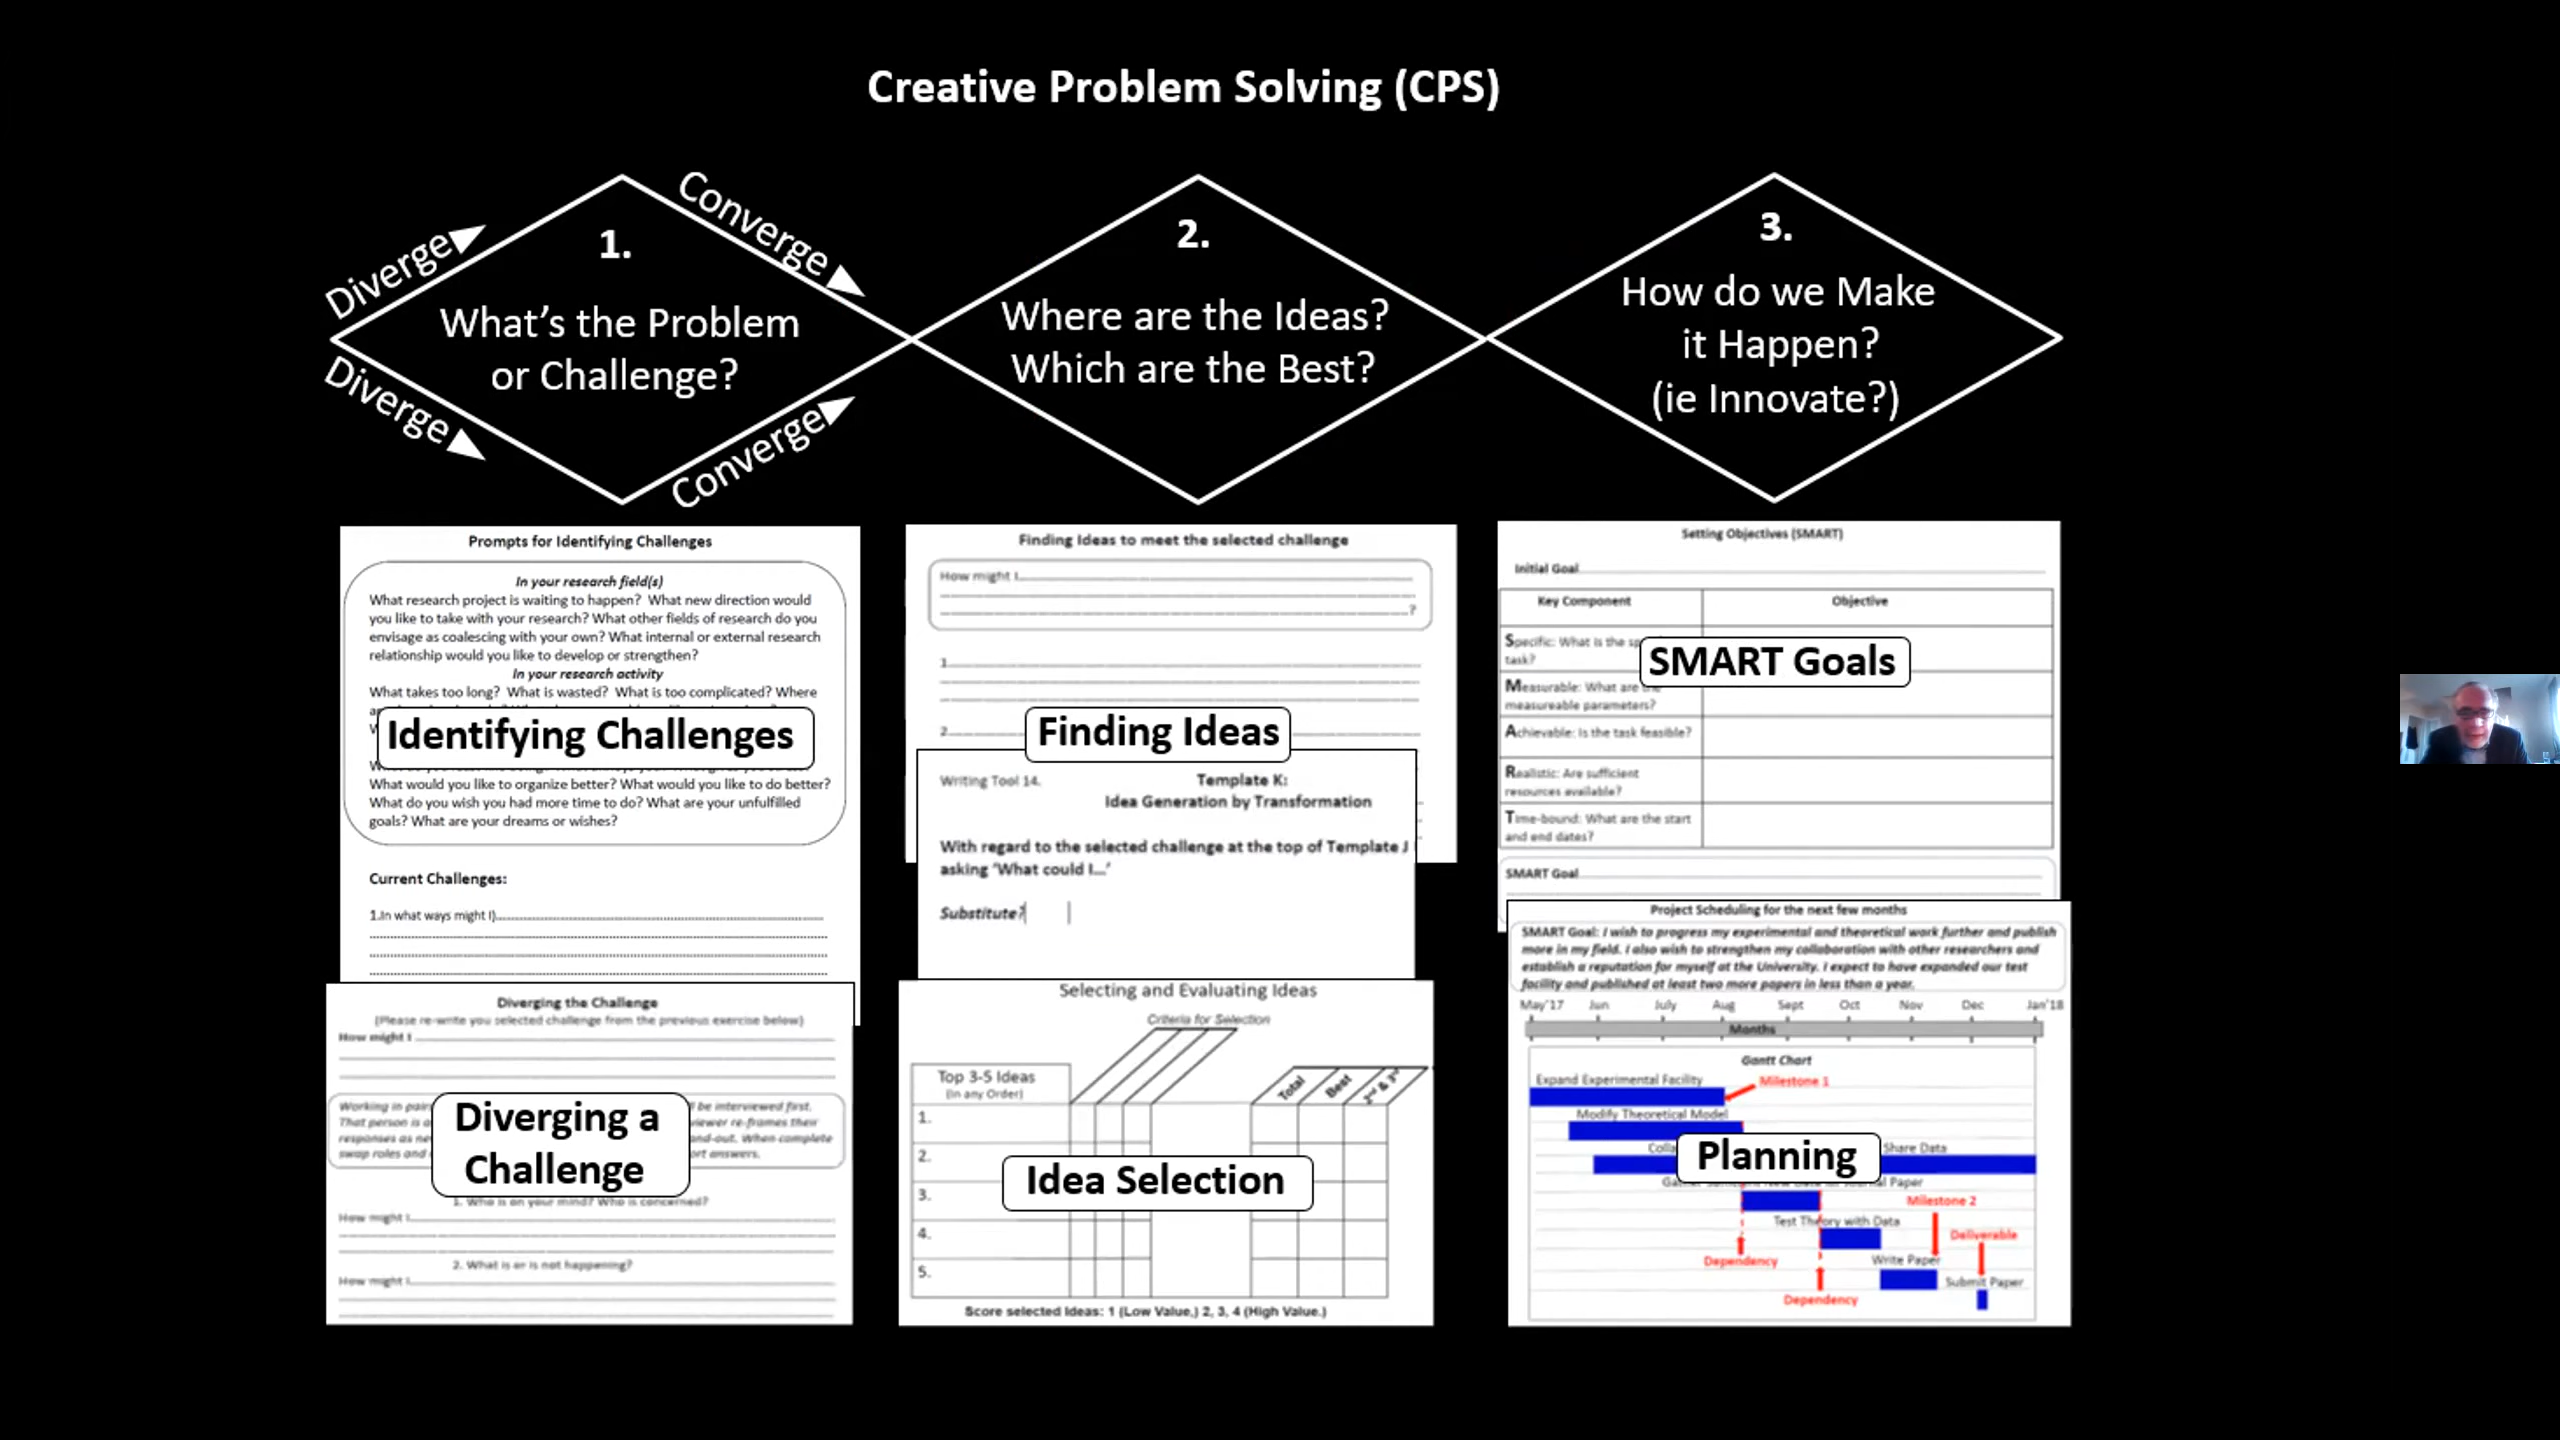 Creative Problem Solving (CPS)
Diverge
Converge
Diverge
Converge
1.
What's the Problem
or Challenge?
2.
Where are the Ideas?
Which are the Best?
3.
How do we Make
it Happen?
(ie Innovate?)
Prompts for Identifying Challenges
In your research field(s)
What research project is waiting to happen? What new direction would
you like to take with your research? What other fields of research do you
envisage as coalescing with your own? What internal or external research
relationship would you like to develop or strengthen?
In your research activity
What takes too long? What is wasted? What is too complicated? Where
Identifying Challenges
What would you like to organize better? What would you like to do better?
What do you wish you had more time to do? What are your unfulfilled
goals? What are your dreams or wishes?
Current Challenges:
1.In what ways might I)
Diverging the Challenge
(Please re-write you selected challenge from the previous exercise below)
How might I
Working in pairs
be interviewed first.
That person is
viewer re-frames their
responses as
and-out. When complete
swap roles and
answers.
Diverging a
Challenge
1. Who is on your mind? Who is concerned?
How might I
2. What is or is not happening?
How might I
Finding Ideas to meet the selected challenge
How might I
?
1
2
Finding Ideas
Writing Tool 14.
Template K:
Idea Generation by Transformation
With regard to the selected challenge at the top of Template J
asking 'What could I...'
Substitute?
Selecting and Evaluating Ideas
Criteria for Selection
Top 3-5 Ideas
(In any Order)
Total
Best
2nd & 3rd
1.
2.
3.
4.
5.
Idea Selection
Score selected Ideas: 1 (Low Value,) 2, 3, 4 (High Value.)
Setting Objectives (SMART)
Initial Goal
Key Component
Objective
Specific: What is the
task?
SMART Goals
Measurable: What are
measureable parameters?
Achievable: Is the task feasible?
Realistic: Are sufficient
resources available?
Time-bound: What are the start
and end dates?
SMART Goal
Project Scheduling for the next few months
SMART Goal: I wish to progress my experimental and theoretical work further and publish
more in my field. I also wish to strengthen my collaboration with other researchers and
establish a reputation for myself at the University. I expect to have expanded our test
facility and published at least two more papers in less than a year.
May'17 Jun July Aug Sept Oct Nov Dec Jan'18
Months
Gantt Chart
Expand Experimental Facility
Milestone 1
Modify Theoretical Model
Share Data
Planning
Paper
Milestone 2
Test Theory with Data
Deliverable
Dependency
Write Paper
Submit Paper
Dependency